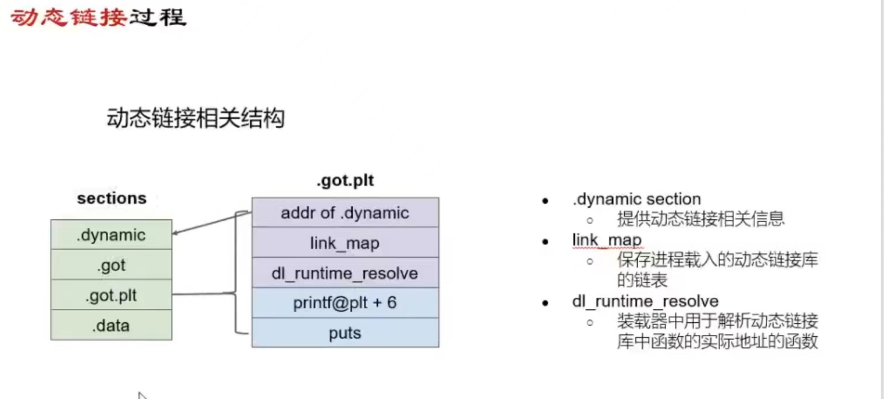 动态链接过程
动态链接相关结构
sections
.dynamic
.got
.got.plt
.data
.got.plt
addr of .dynamic
link_map
dl_runtime_resolve
printf@plt + 6
puts
• .dynamic section
○ 提供动态链接相关信息
• link_map
○ 保存进程载入的动态链接库
的链表
• dl_runtime_resolve
○ 装载器中用于解析动态链接
库中函数的实际地址的函数